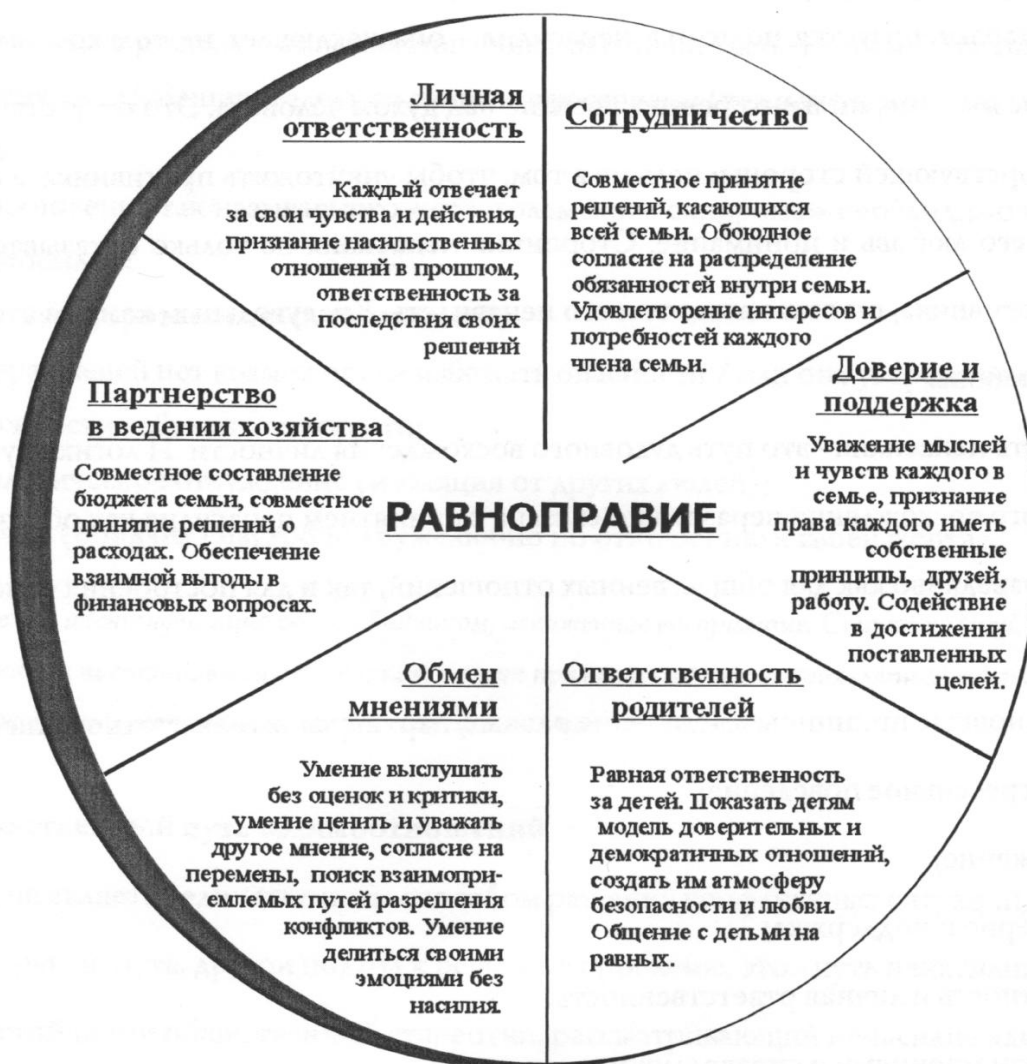 Личная
ответственность
Каждый отвечает
за свои чувства и действия,
признание насильственных
отношений в прошлом,
ответственность за
последствия своих
решений
Сотрудничество
Совместное принятие
решений, касающихся
всей семьи. Обоюдное
согласие на распределение
обязанностей внутри семьи.
Удовлетворение интересов и
потребностей каждого
члена семьи.
Партнерство
в ведении хозяйства
Совместное составление
бюджета семьи, совместное
принятие решений о
расходах. Обеспечение
взаимной выгоды в
финансовых вопросах.
РАВНОПРАВИЕ
Доверие и
поддержка
Уважение мыслей
и чувств каждого в
семье, признание
права каждого иметь
собственные
принципы, друзей,
работу. Содействие
в достижении
поставленных
целей.
Обмен
мнениями
Умение выслушать
без оценок и критики,
умение ценить и уважать
другое мнение, согласие на
перемены, поиск взаимопри-
емлемых путей разрешения
конфликтов. Умение
делиться своими
эмоциями без
насилия.
Ответственность
родителей
Равная ответственность
за детей. Показать детям
модель доверительных и
демократичных отношений,
создать им атмосферу
безопасности и любви.
Общение с детьми на
равных.